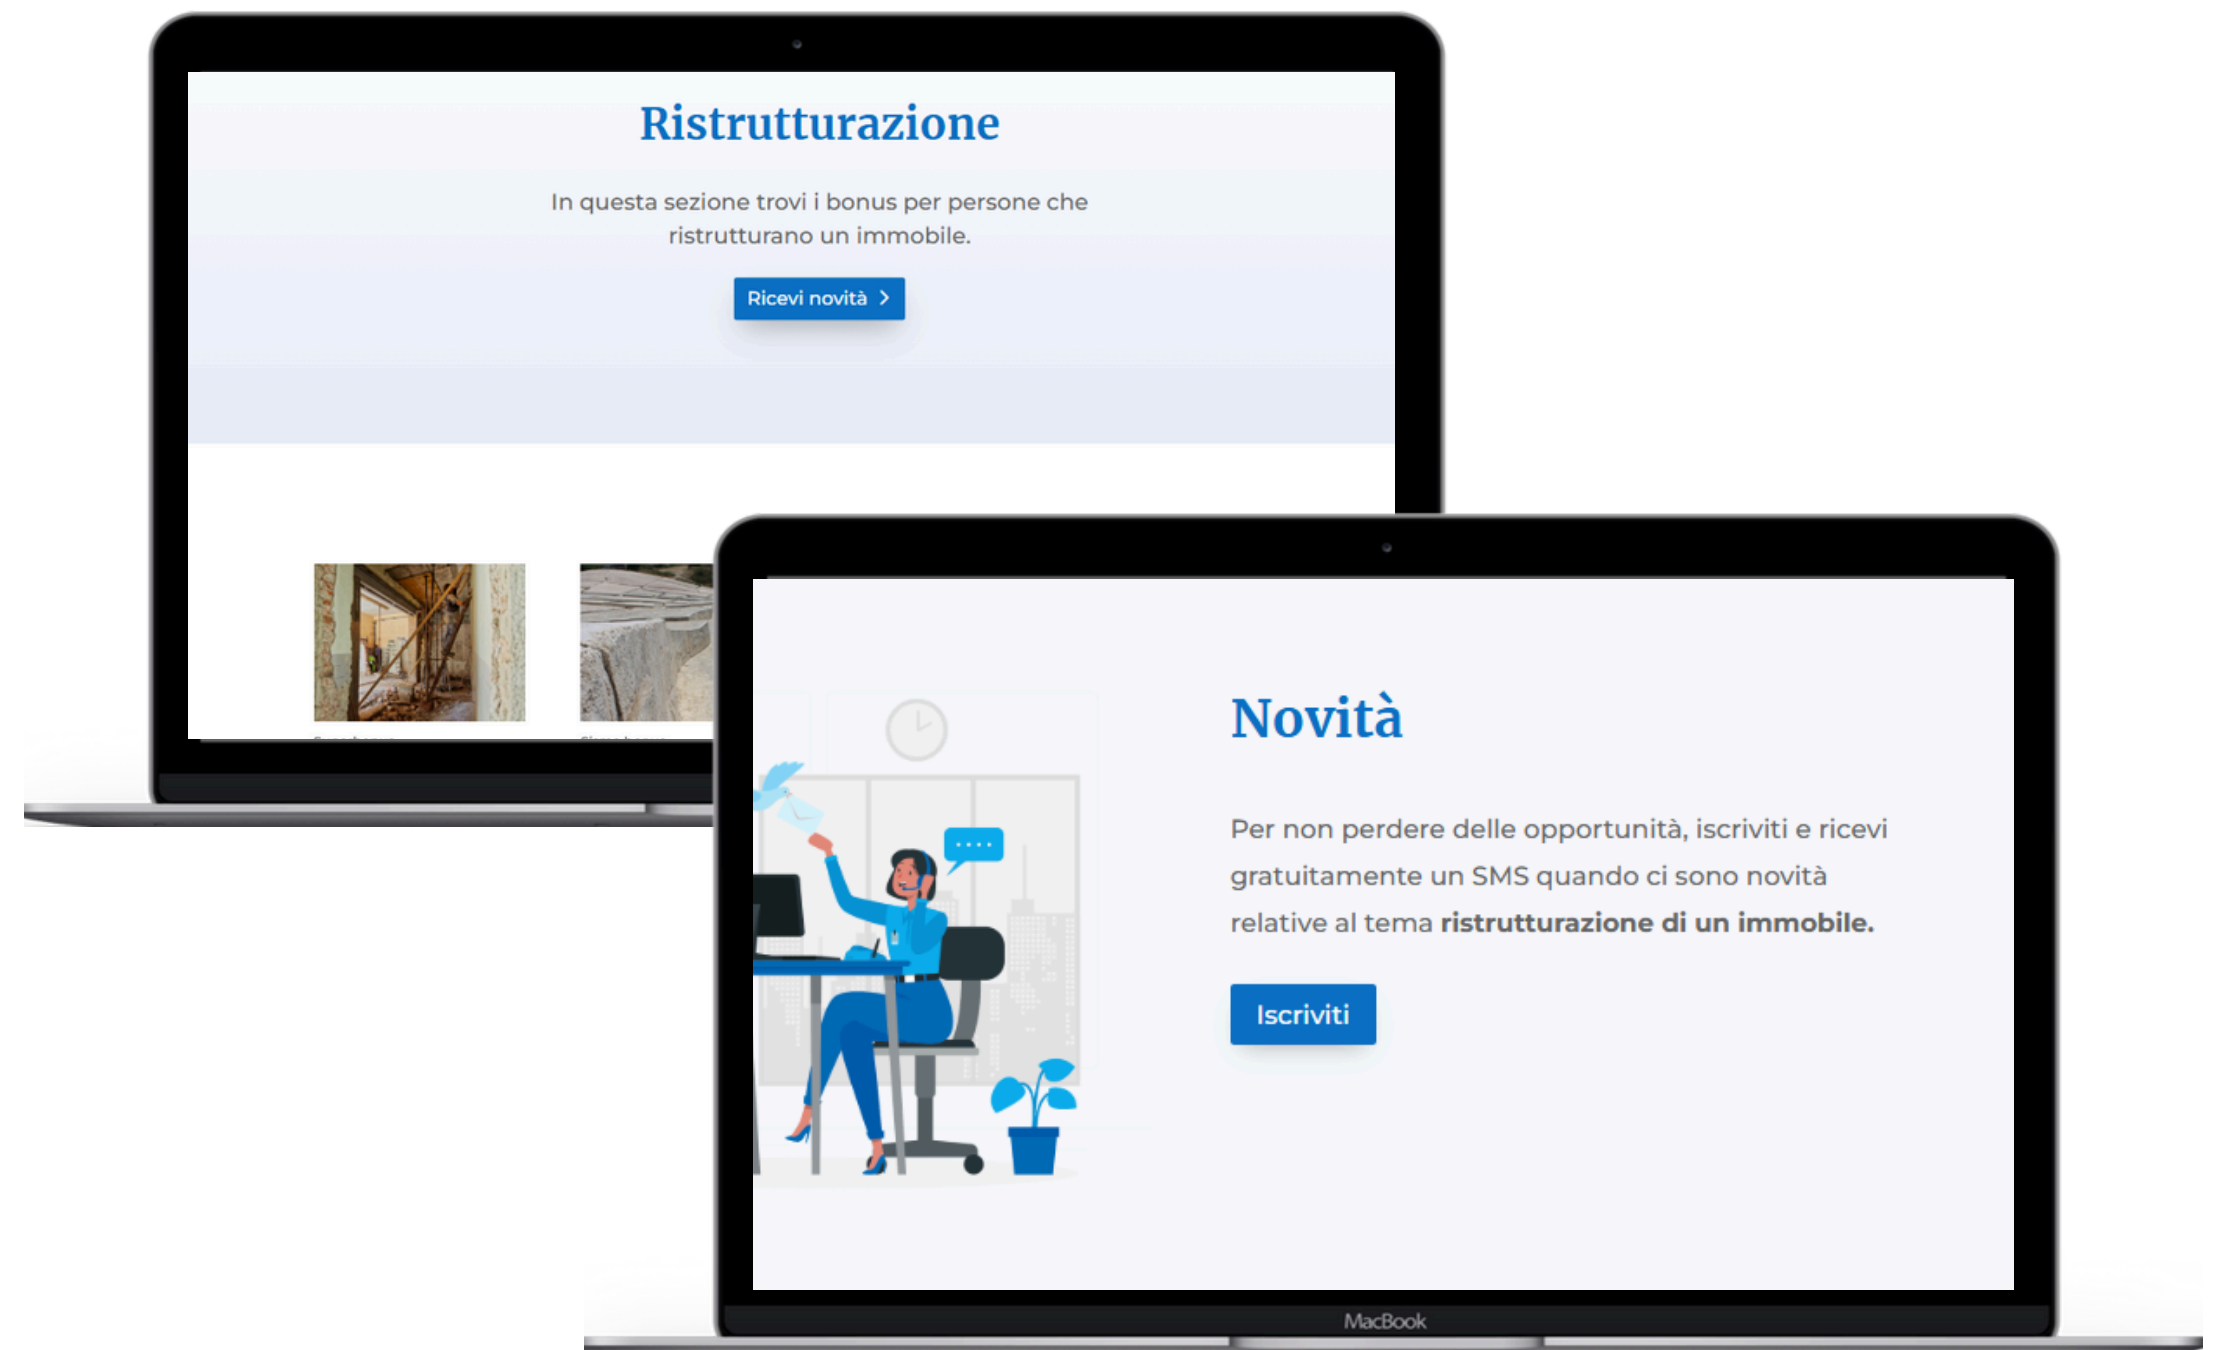 Ristrutturazione
In questa sezione trovi i bonus per persone che
ristrutturano un immobile.
Ricevi novità
Novità
Per non perdere delle opportunità, iscriviti e ricevi
gratuitamente un SMS quando ci sono novità
relative al tema ristrutturazione di un immobile.
Iscriviti
MacBook